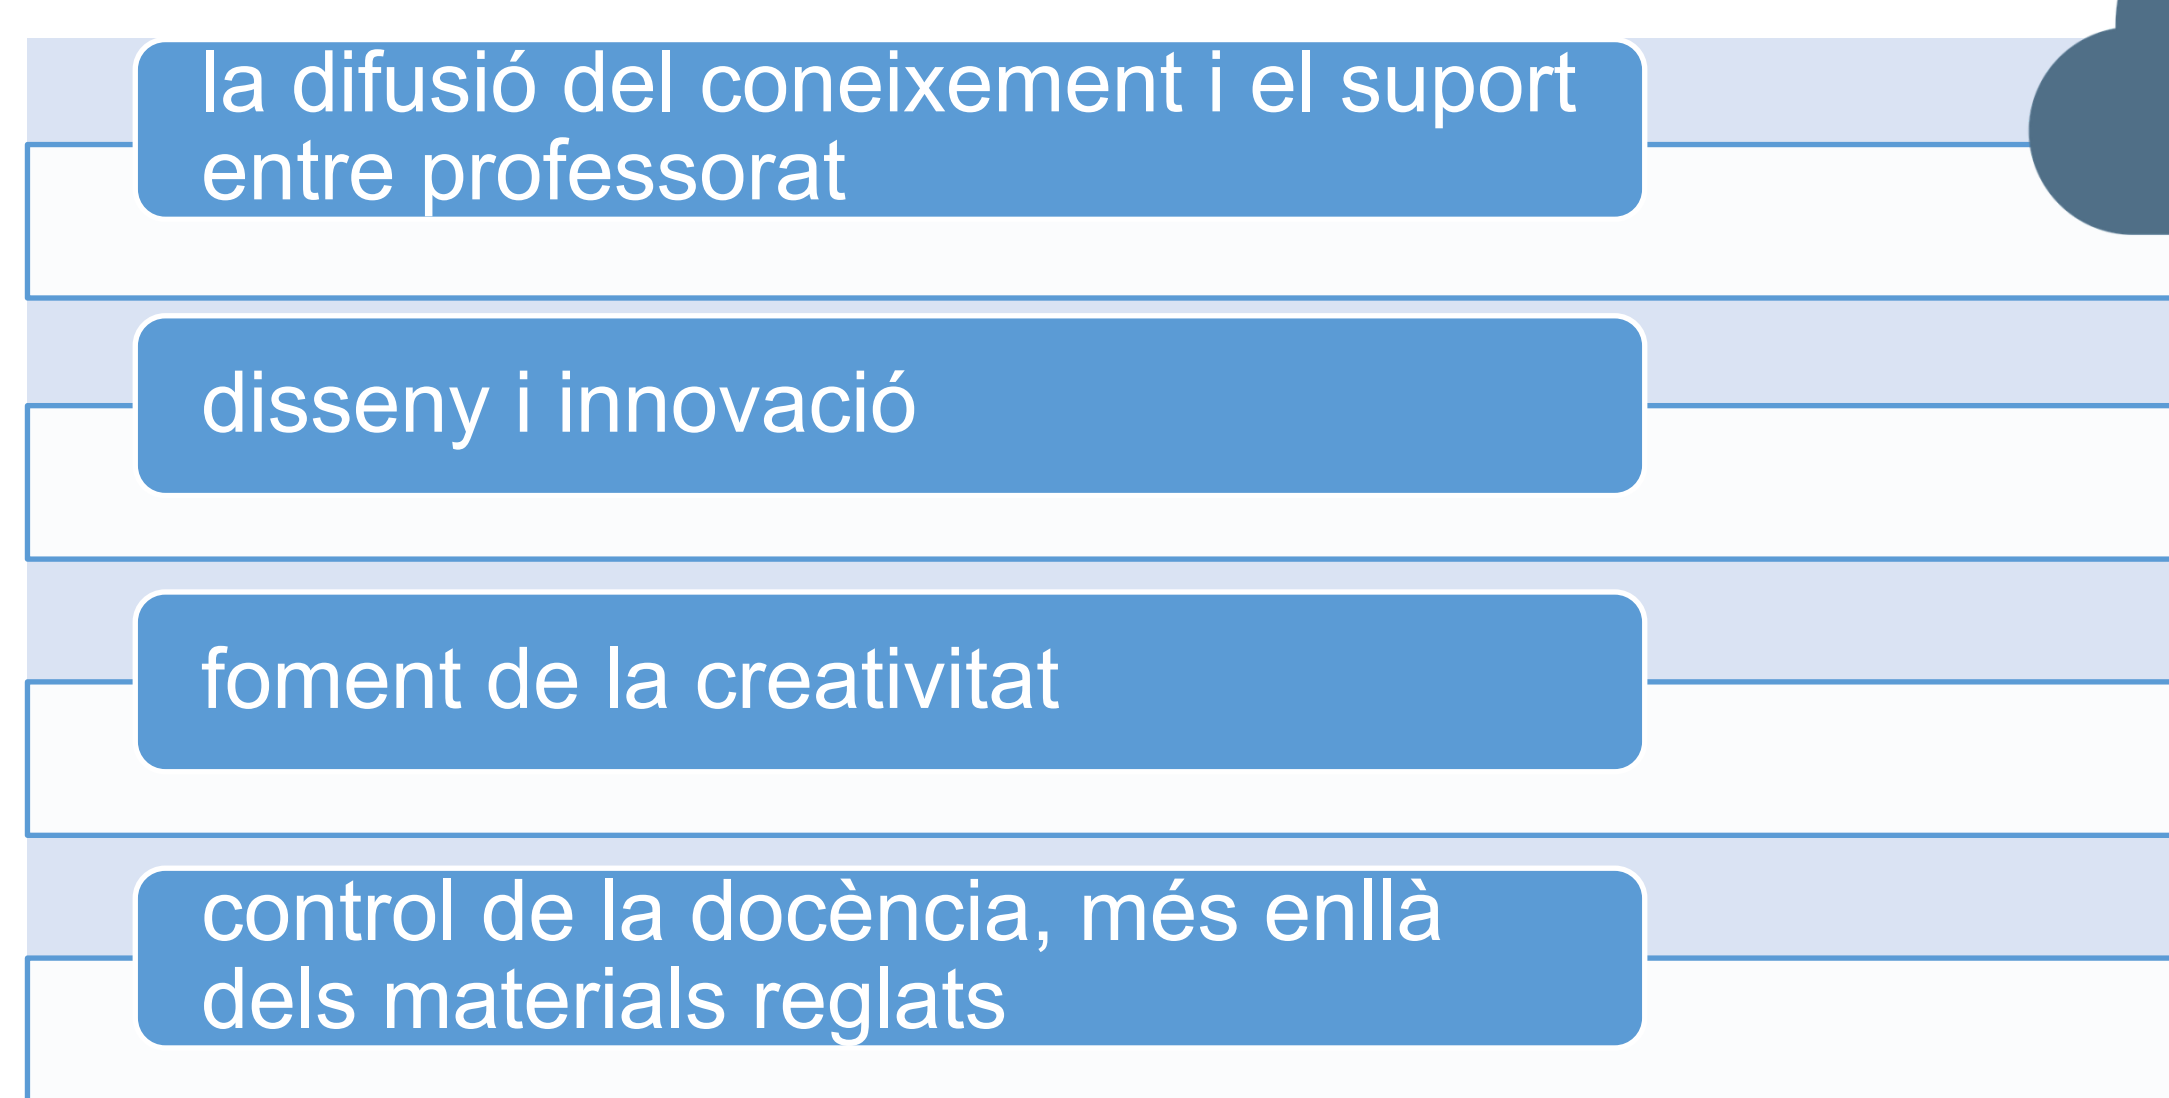 la difusió del coneixement i el suport
entre professorat
disseny i innovació
foment de la creativitat
control de la docència, més enllà
dels materials reglats